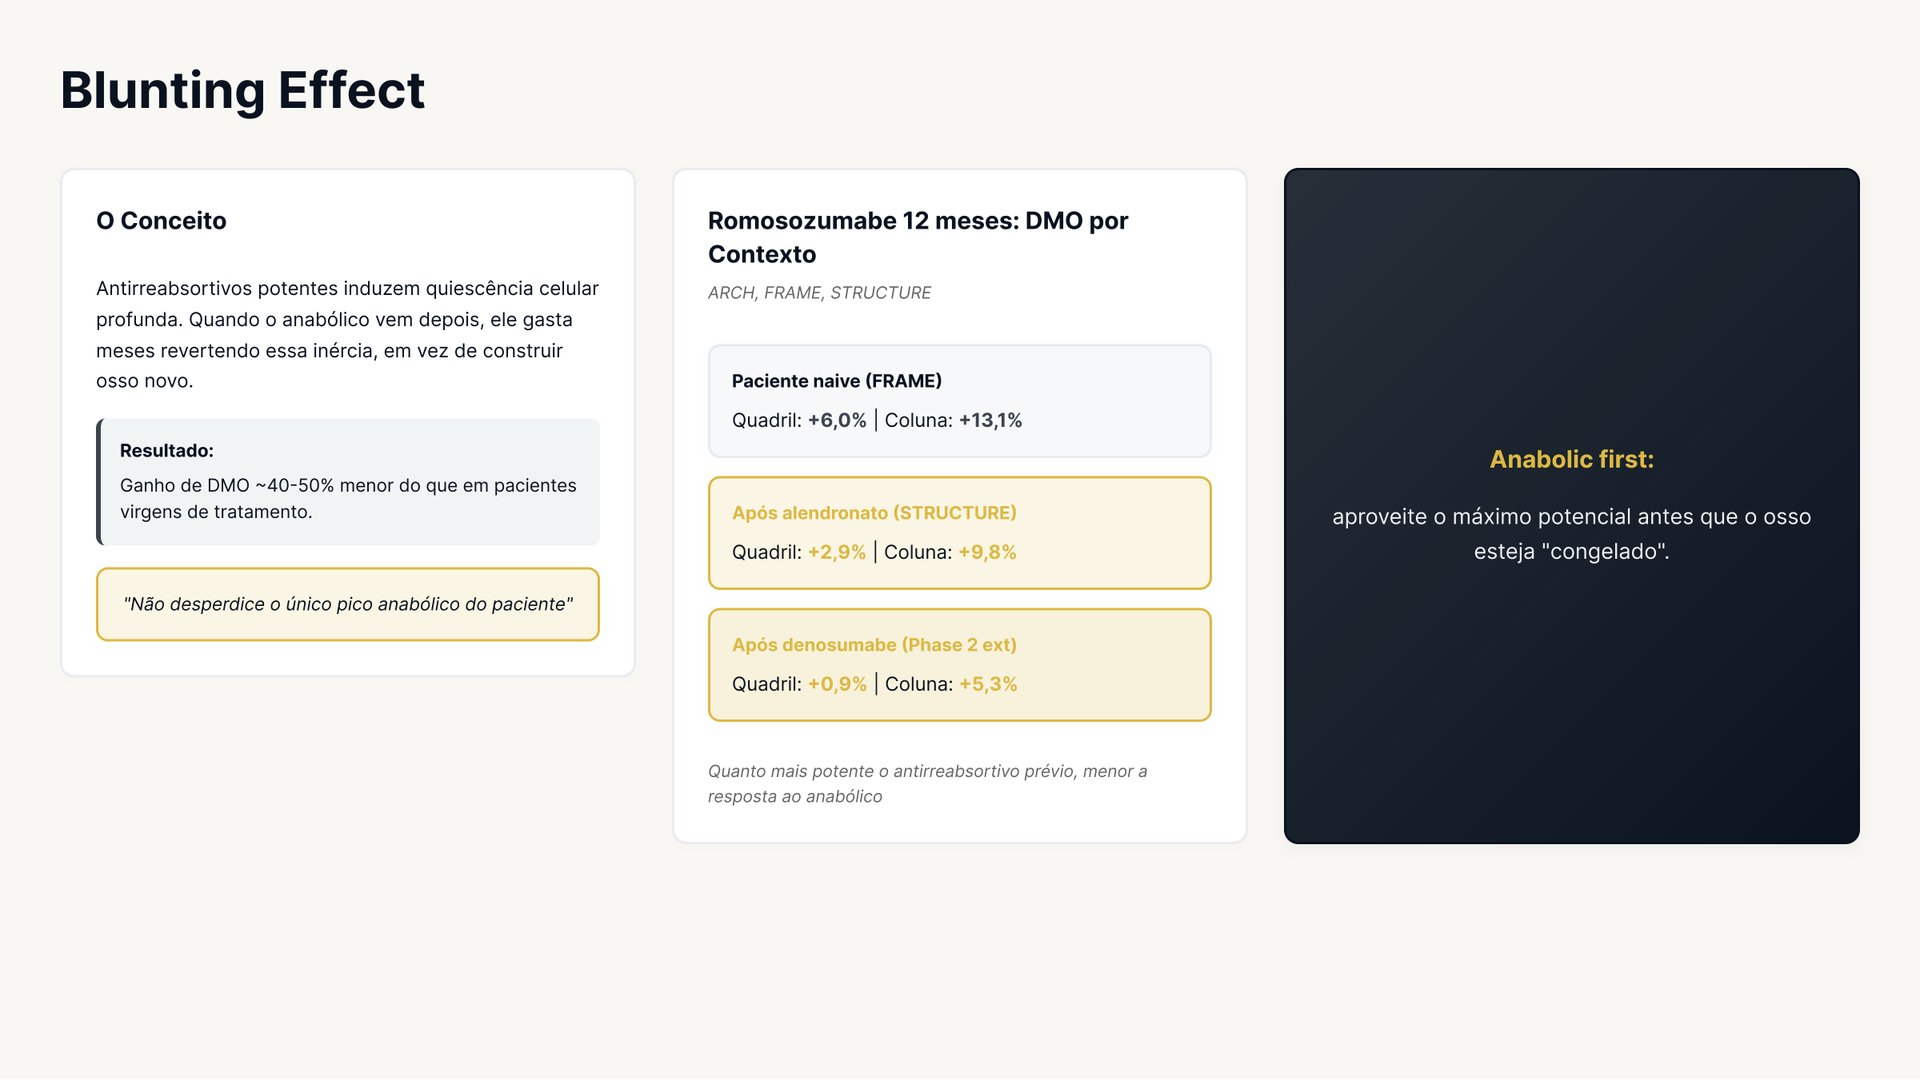 Blunting Effect
O Conceito
Antirreabsortivos potentes induzem quiescência celular
profunda. Quando o anabólico vem depois, ele gasta
meses revertendo essa inércia, em vez de construir
osso novo.
Resultado:
Ganho de DMO ~40-50% menor do que em pacientes
virgens de tratamento.
"Não desperdice o único pico anabólico do paciente"
Romosozumabe 12 meses: DMO por
Contexto
ARCH, FRAME, STRUCTURE
Paciente naive (FRAME)
Quadril: +6,0% | Coluna: +13,1%
Após alendronato (STRUCTURE)
Quadril: +2,9% | Coluna: +9,8%
Após denosumabe (Phase 2 ext)
Quadril: +0,9% | Coluna: +5,3%
Quanto mais potente o antirreabsortivo prévio, menor a
resposta ao anabólico
Anabolic first:
aproveite o máximo potencial antes que o osso
esteja "congelado".